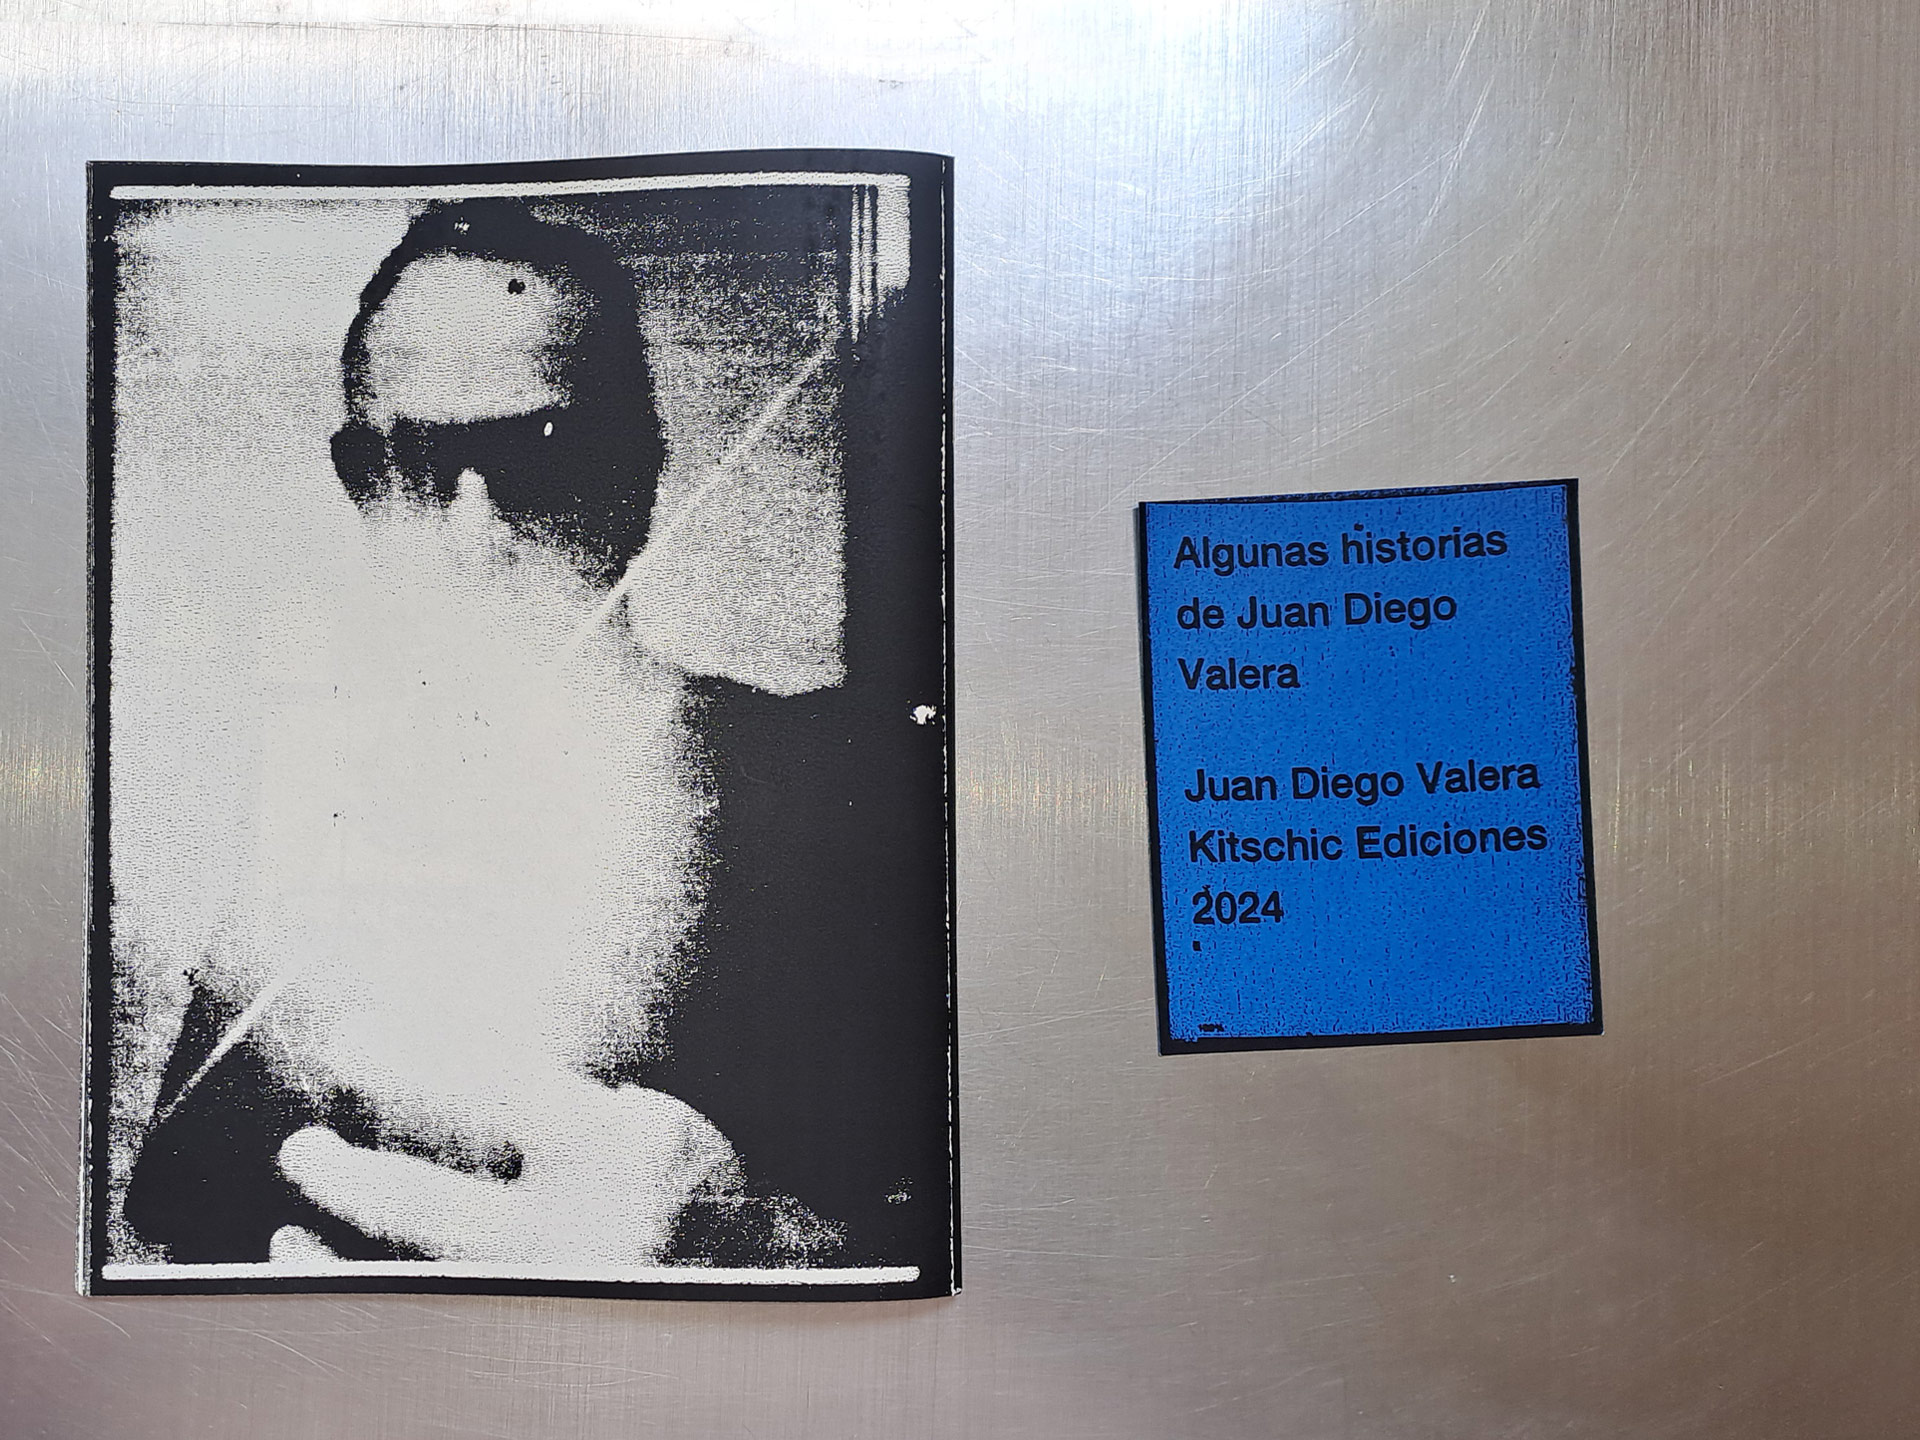 Algunas historias
de Juan Diego
Valera
Juan Diego Valera
Kitschic Ediciones
2024